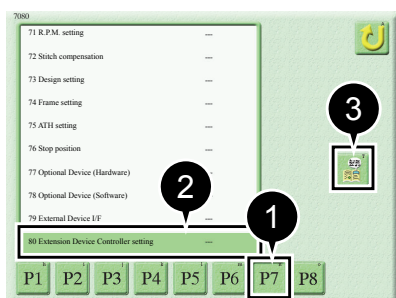 7080
71 R.P.M. setting ---
72 Stitch compensation ---
73 Design setting ---
74 Frame setting ---
75 ATH setting ---
76 Stop position ---
77 Optional Device (Hardware)
78 Optional Device (Software)
79 External Device I/F
80 Extension Device Controller setting ---
P1 P2 P3 P4 P5 P6 P7 P8
1
2
3